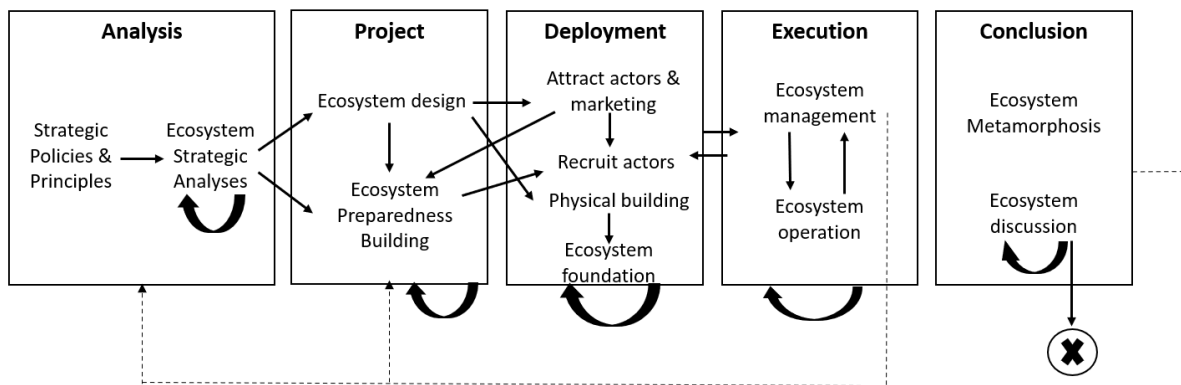 Analysis
Strategic
Policies &
Principles
Ecosystem
Strategic
Analyses
Project
Ecosystem design
Ecosystem
Preparedness
Building
Deployment
Attract actors &
marketing
Recruit actors
Physical building
Ecosystem
foundation
Execution
Ecosystem
management
Ecosystem
operation
Conclusion
Ecosystem
Metamorphosis
Ecosystem
discussion